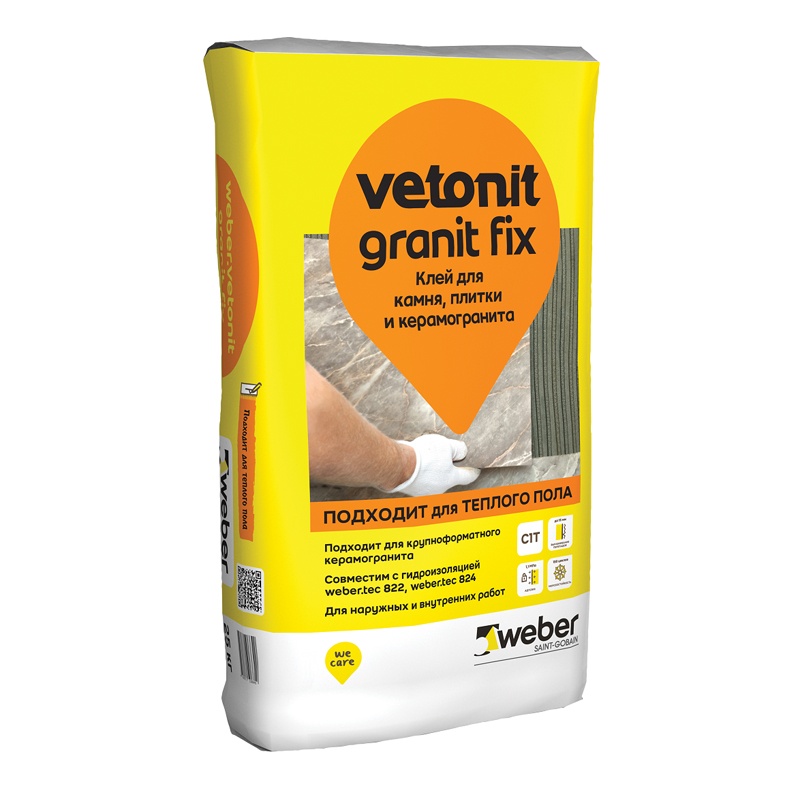 vetonit
granit fix
Клей для
камня, плитки
и керамогранита
ПОДХОДИТ для ТЕПЛОГО ПОЛА
Подходит для крупноформатного
керамогранита
Совместим с гидроизоляцией
weber.tec 822, weber.tec 824
Для наружных и внутренних работ
C1T
we
care
weber
SAINT-GOBAIN
weber.vetonit
Подходит для теплого пола
weber
25 кг